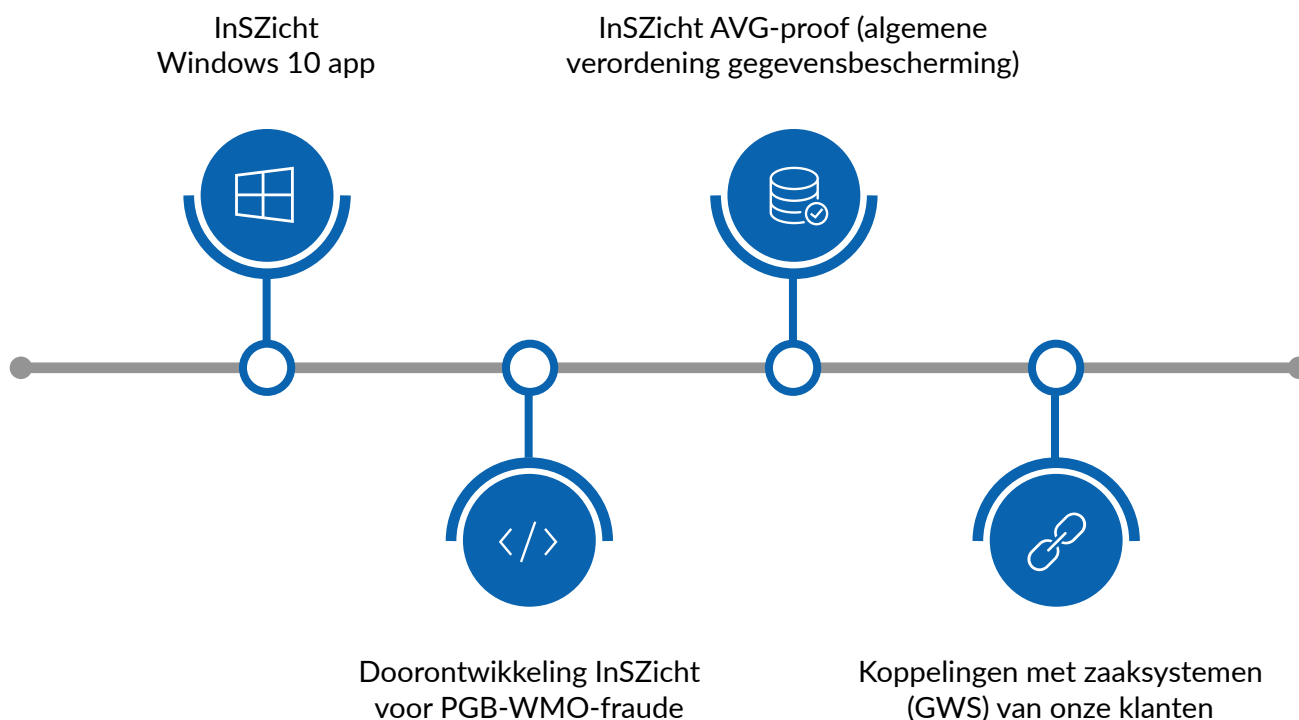 InSZicht
Windows 10 app
InSZicht AVG-proof (algemene
verordening gegevensbescherming)
Doorontwikkeling InSZicht
voor PGB-WMO-fraude
Koppelingen met zaaksystemen
(GWS) van onze klanten